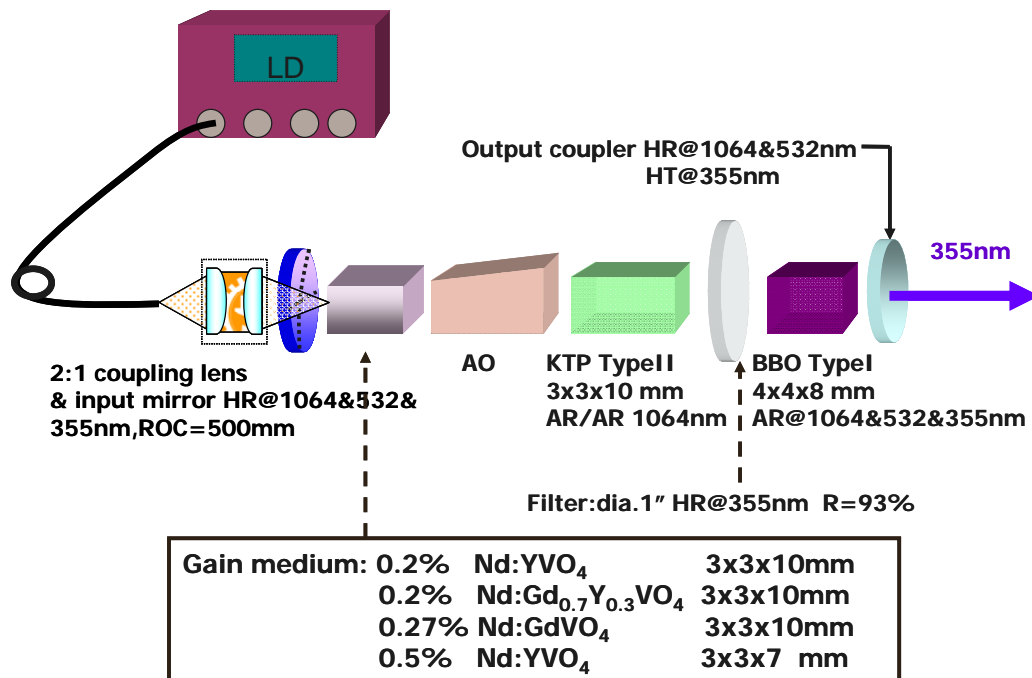 LD
Output coupler HR@1064&532nm
HT@355nm
355nm
2:1 coupling lens
& input mirror HR@1064&532&
355nm,ROC=500mm
AO
KTP TypeII
3x3x10 mm
AR/AR 1064nm
BBO TypeI
4x4x8 mm
AR@1064&532&355nm
Filter:dia.1" HR@355nm R=93%
Gain medium: 0.2% Nd:YVO₄ 3x3x10mm
0.2% Nd:Gd₀.₇Y₀.₃VO₄ 3x3x10mm
0.27% Nd:GdVO₄ 3x3x10mm
0.5% Nd:YVO₄ 3x3x7 mm